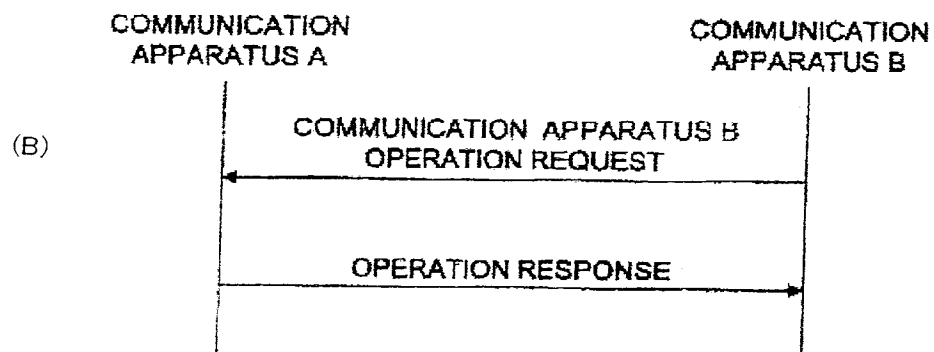 COMMUNICATION
APPARATUS A
COMMUNICATION
APPARATUS B
(B)
COMMUNICATION APPARATUS B
OPERATION REQUEST
OPERATION RESPONSE